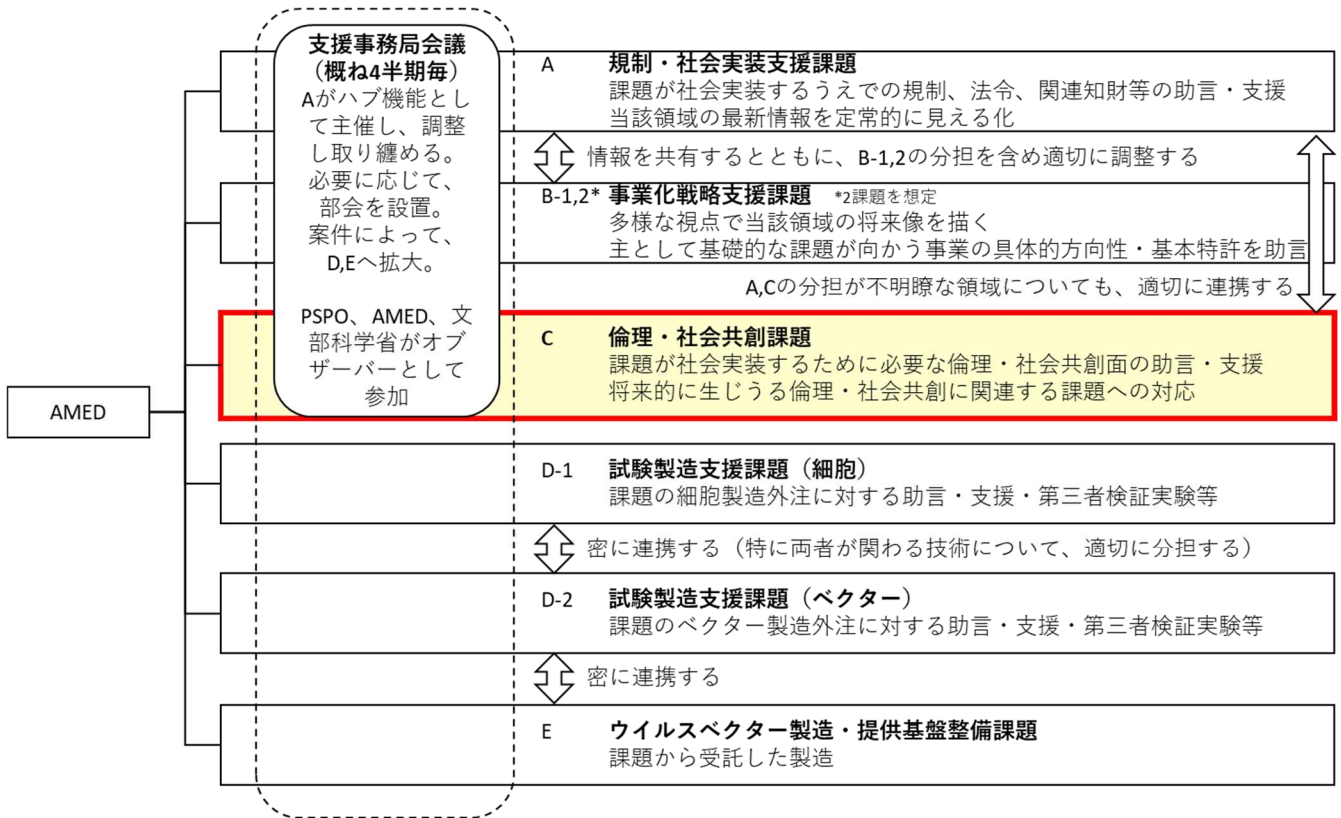 AMED
支援事務局会議
（概ね4半期毎）
Aがハブ機能とし
て主催し、調整
し取り纏める。
必要に応じて、
部会を設置。
案件によって、
D,Eへ拡大。
PSPO、AMED、文
部科学省がオブ
ザーバーとして
参加
A 規制・社会実装支援課題
課題が社会実装するうえでの規制、法令、関連知財等の助言・支援
当該領域の最新情報を定常的に見える化
情報を共有するとともに、B-1,2の分担を含め適切に調整する
B-1,2* 事業化戦略支援課題 *2課題を想定
多様な視点で当該領域の将来像を描く
主として基礎的な課題が向かう事業の具体的方向性・基本特許を助言
A,Cの分担が不明瞭な領域についても、適切に連携する
C 倫理・社会共創課題
課題が社会実装するために必要な倫理・社会共創面の助言・支援
将来的に生じうる倫理・社会共創に関連する課題への対応
D-1 試験製造支援課題（細胞）
課題の細胞製造外注に対する助言・支援・第三者検証実験等
密に連携する（特に両者が関わる技術について、適切に分担する）
D-2 試験製造支援課題（ベクター）
課題のベクター製造外注に対する助言・支援・第三者検証実験等
密に連携する
E ウイルスベクター製造・提供基盤整備課題
課題から受託した製造